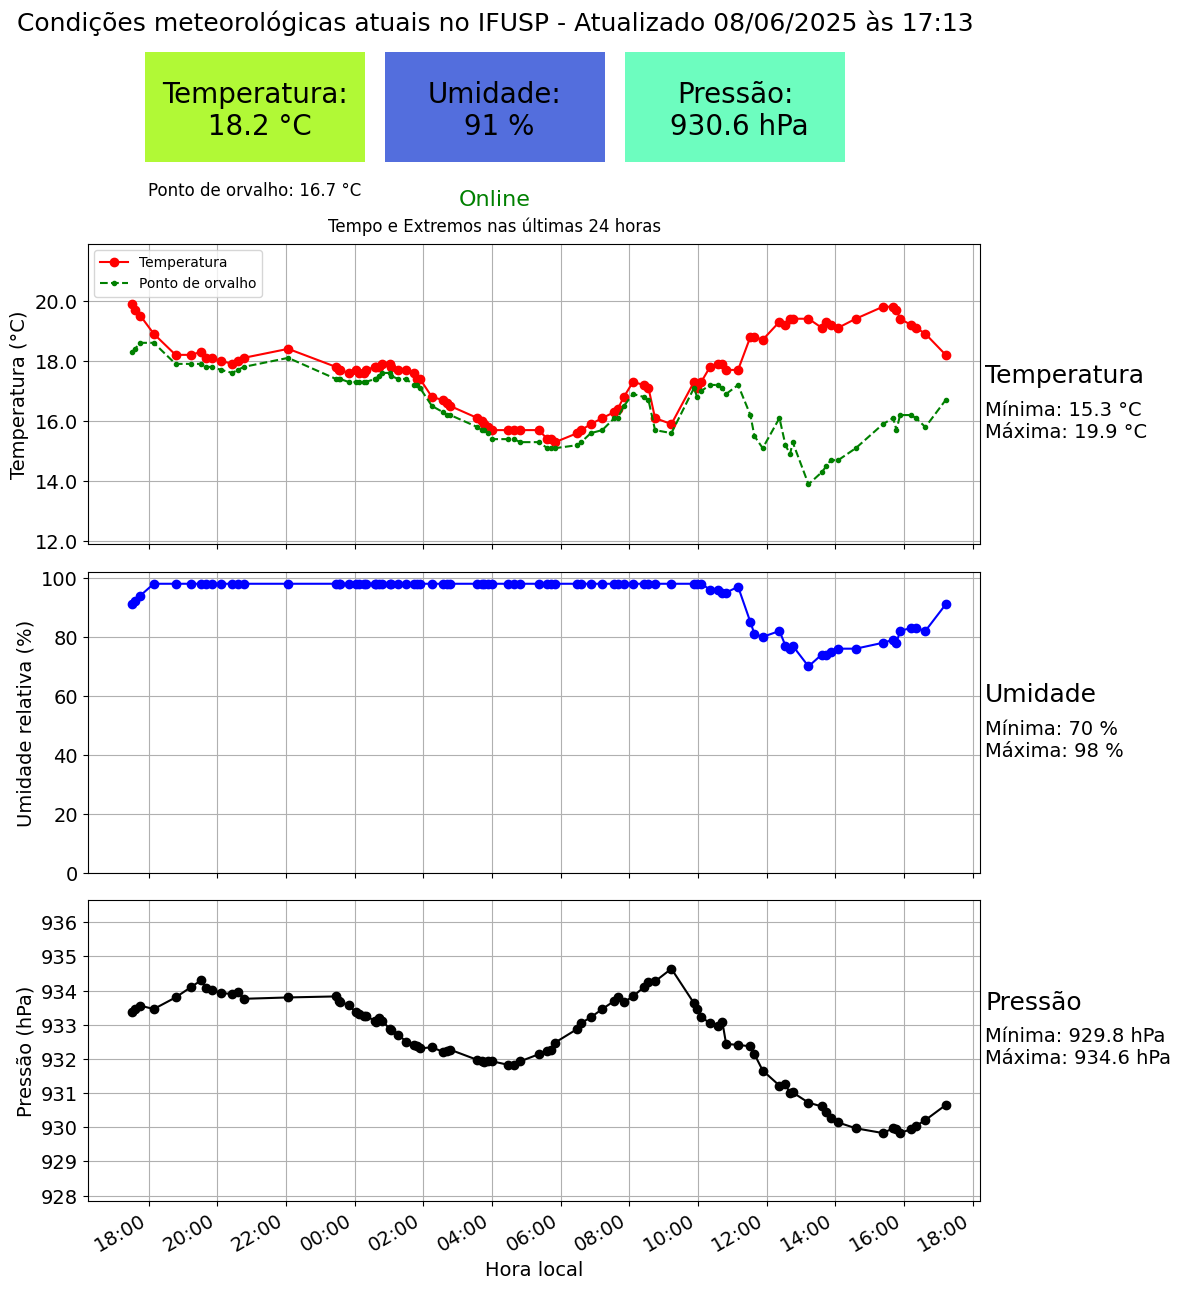 Condições meteorológicas atuais no IFUSP - Atualizado 08/06/2025 às 17:13
Temperatura:
18.2 °C
Umidade:
91 %
Pressão:
930.6 hPa
Ponto de orvalho: 16.7 °C
Online
Tempo e Extremos nas últimas 24 horas
Temperatura
Ponto de orvalho
Temperatura (°C)
20.0
18.0
16.0
14.0
12.0
Temperatura
Mínima: 15.3 °C
Máxima: 19.9 °C
Umidade relativa (%)
100
80
60
40
20
0
Umidade
Mínima: 70 %
Máxima: 98 %
Pressão (hPa)
936
935
934
933
932
931
930
929
928
Pressão
Mínima: 929.8 hPa
Máxima: 934.6 hPa
18:00 20:00 22:00 00:00 02:00 04:00 06:00 08:00 10:00 12:00 14:00 16:00 18:00
Hora local